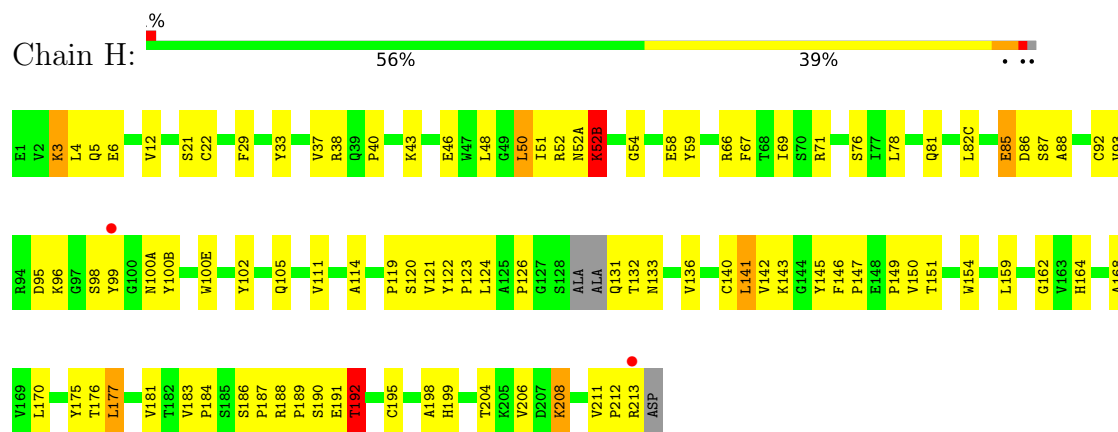 .%
Chain H:
56% 39% . ..
E1 V2 K3 L4 Q5 E6 V12 S21 C22 F29 Y33 V37 R38 Q39 P40 K43 E46 W47 L48 G49 L50 I51 R52 N52A K52B G54 E58 Y59 R66 F67 T68 I69 S70 R71 S76 I77 L78 Q81 L82C E85 D86 S87 A88 C92 V93
R94 D95 K96 G97 S98 Y99 G100 N100A Y100B W100E Y102 Q105 V111 A114 P119 S120 V121 Y122 P123 L124 A125 P126 G127 S128 ALA ALA Q131 T132 N133 V136 C140 L141 V142 K143 G144 Y145 F146 P147 E148 P149 V150 T151 W154 L159 G162 V163 H164 A168
V169 L170 Y175 T176 L177 V181 T182 V183 P184 S185 S186 P187 R188 P189 S190 E191 T192 C195 A198 H199 T204 K205 V206 D207 K208 V211 P212 R213 ASP